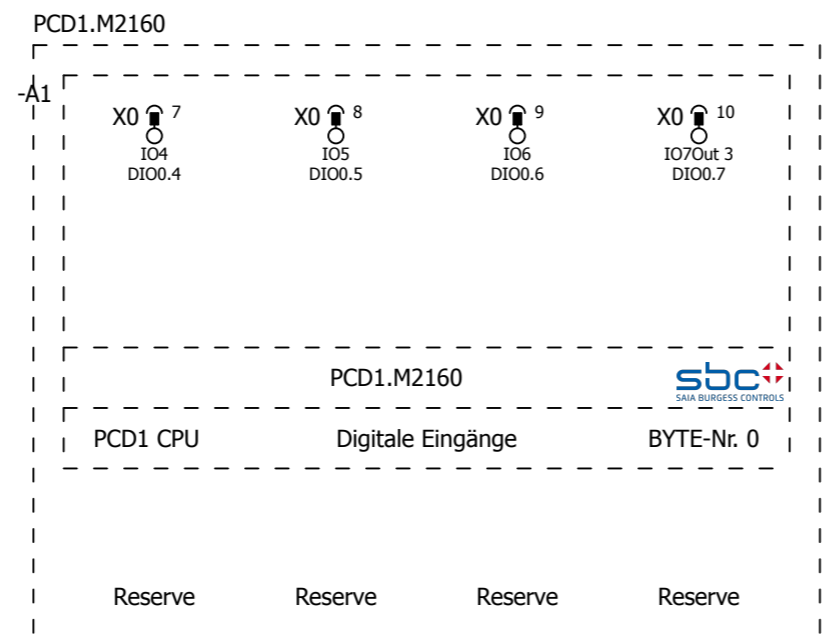 PCD1.M2160
-A1
X0 7 X0 8 X0 9 X0 10
IO4 IO5 IO6 IO7Out 3
DIO0.4 DIO0.5 DIO0.6 DIO0.7
PCD1.M2160 sbc
SAIA BURGESS CONTROLS
PCD1 CPU Digitale Eingänge BYTE-Nr. 0
Reserve Reserve Reserve Reserve